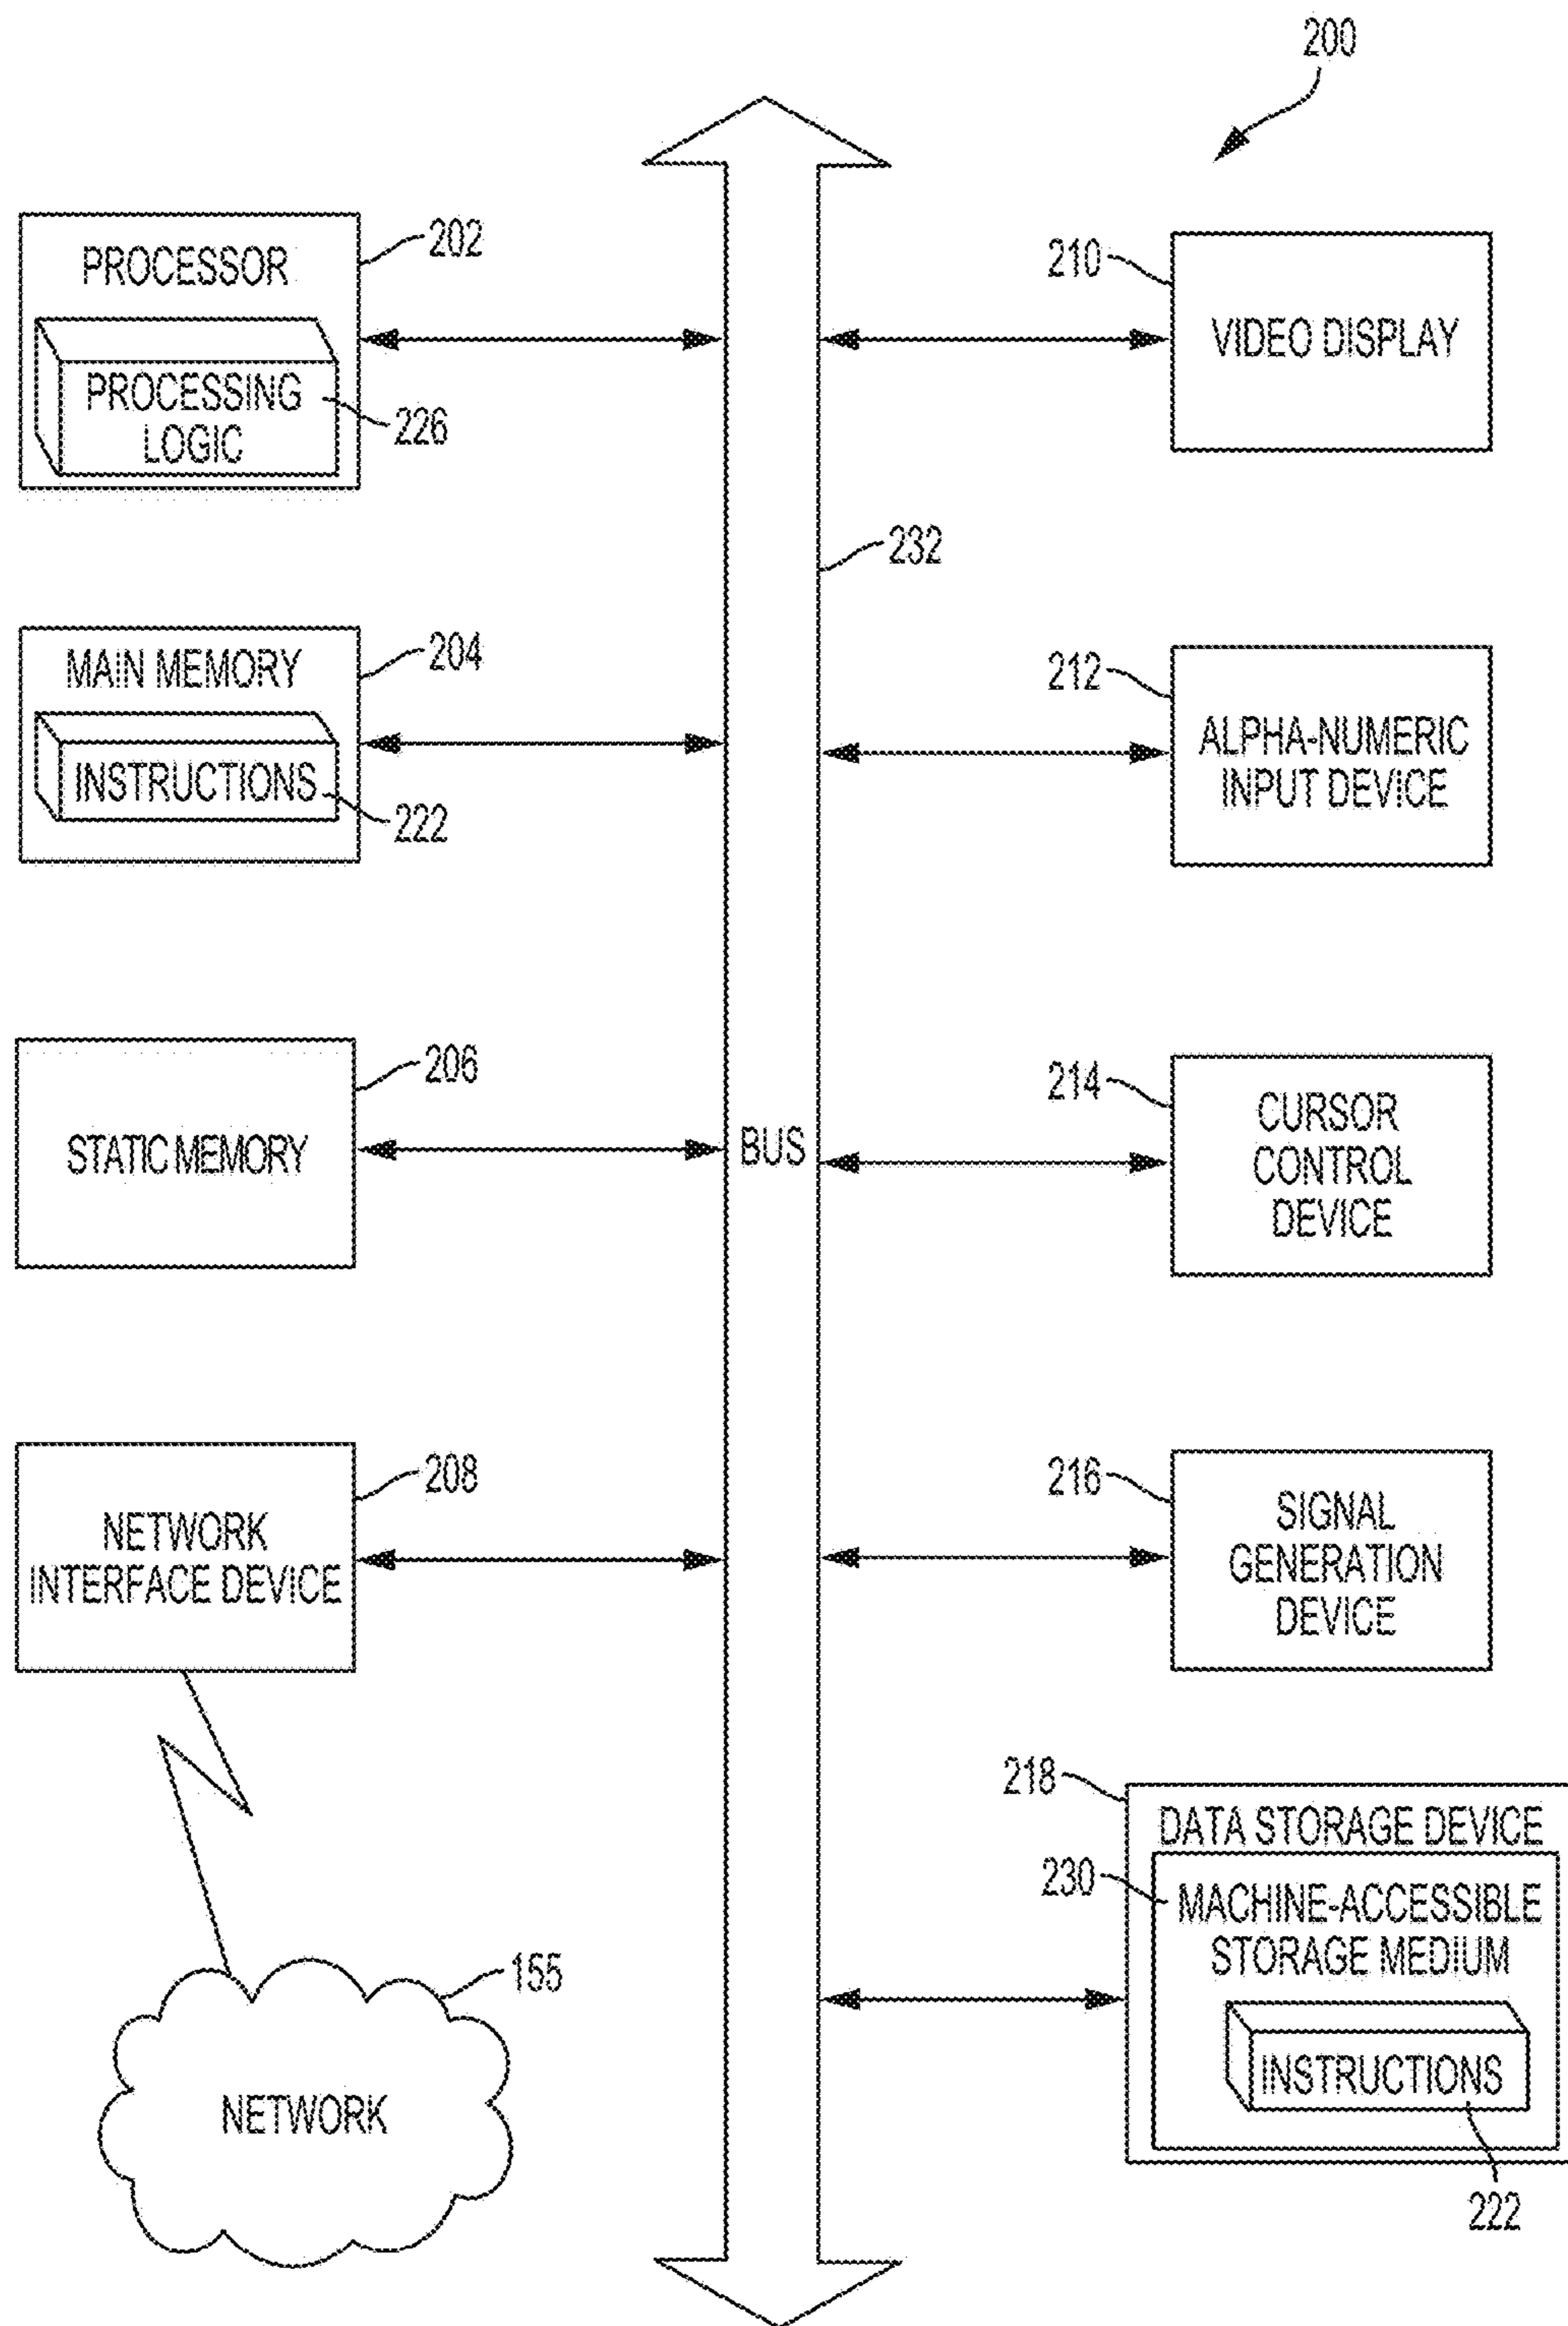 200
PROCESSOR
202
PROCESSING
LOGIC
226
MAIN MEMORY
204
INSTRUCTIONS
222
STATIC MEMORY
206
NETWORK
INTERFACE DEVICE
208
NETWORK
155
BUS
232
210
VIDEO DISPLAY
212
ALPHA-NUMERIC
INPUT DEVICE
214
CURSOR
CONTROL
DEVICE
216
SIGNAL
GENERATION
DEVICE
218
DATA STORAGE DEVICE
230
MACHINE-ACCESSIBLE
STORAGE MEDIUM
INSTRUCTIONS
222